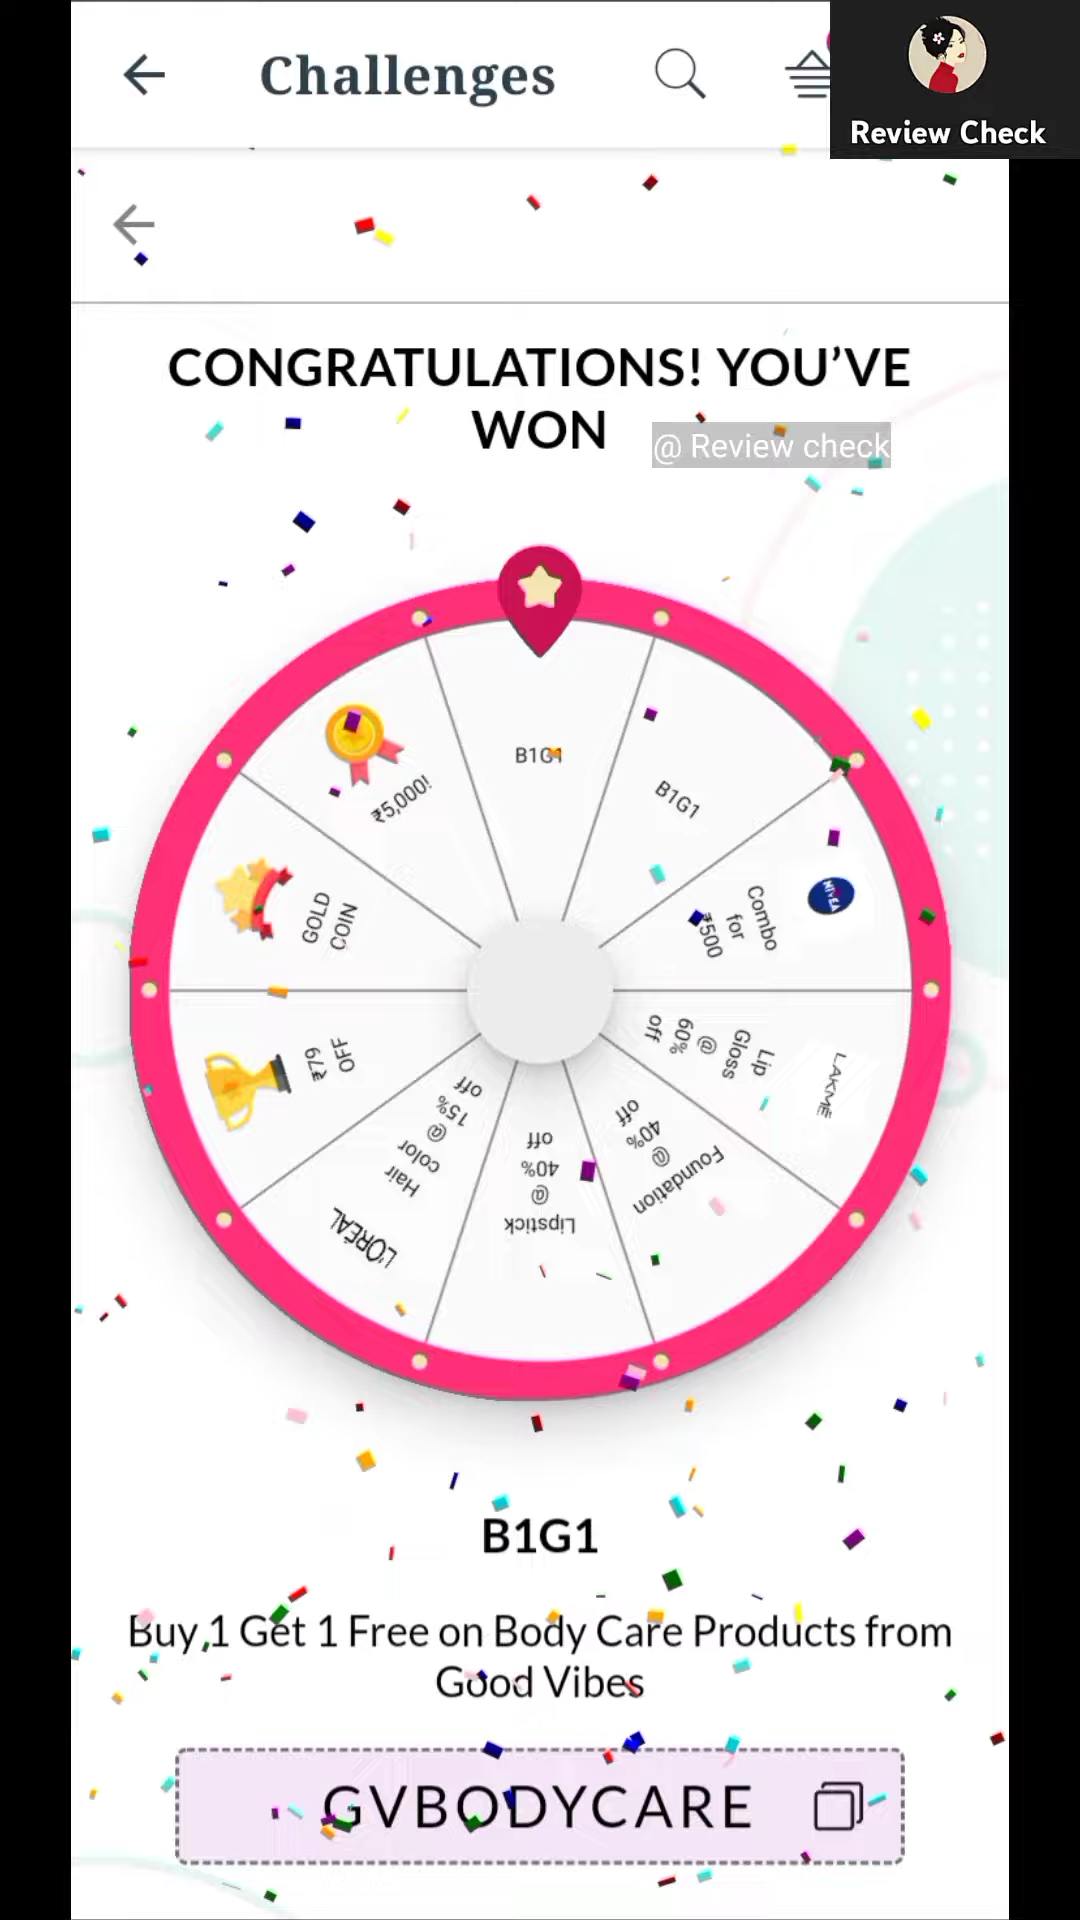 Challenges
Review Check
CONGRATULATIONS! YOU’VE
WON
@ Review check
B1G1
B1G1
₹5,000!
NIVEA
Combo
for
₹500
GOLD
COIN
LAKMÉ
Lip
Gloss
@
60%
off
₹79
OFF
Foundation
@
40%
off
L'ORÉAL
Hair
color
@
15%
off
Lipstick
@
40%
off
B1G1
Buy 1 Get 1 Free on Body Care Products from
Good Vibes
GVBODYCARE